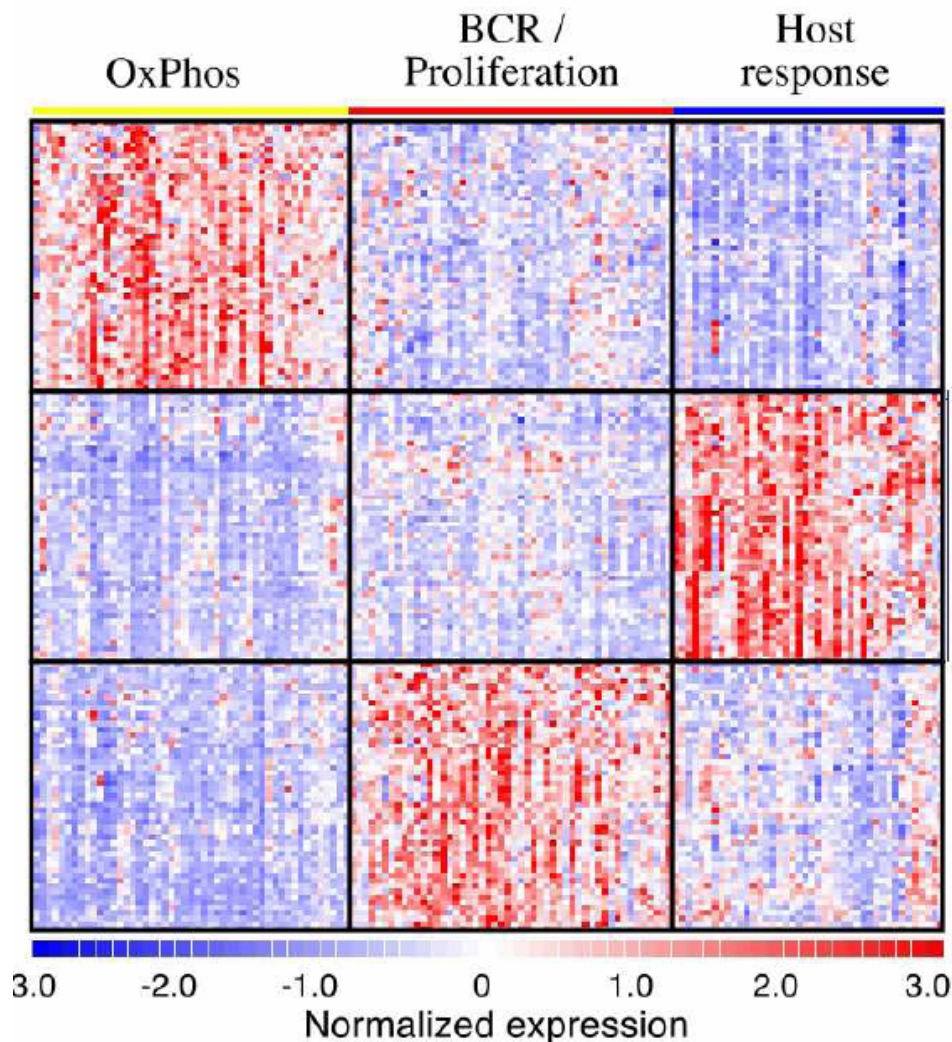 OxPhos
BCR /
Proliferation
Host
response
3.0 -2.0 -1.0 0 1.0 2.0 3.0
Normalized expression